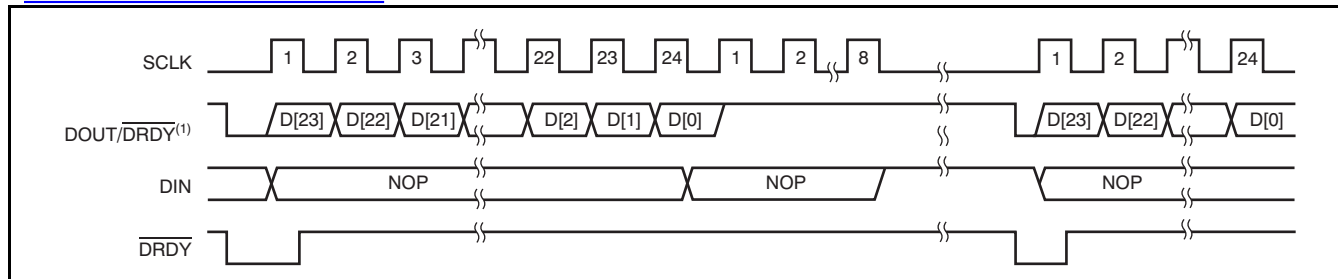 SCLK 1 2 3 22 23 24 1 2 8 1 2 24
DOUT/DRDY(1) D[23] D[22] D[21] D[2] D[1] D[0] D[23] D[22] D[0]
DIN NOP NOP NOP
DRDY